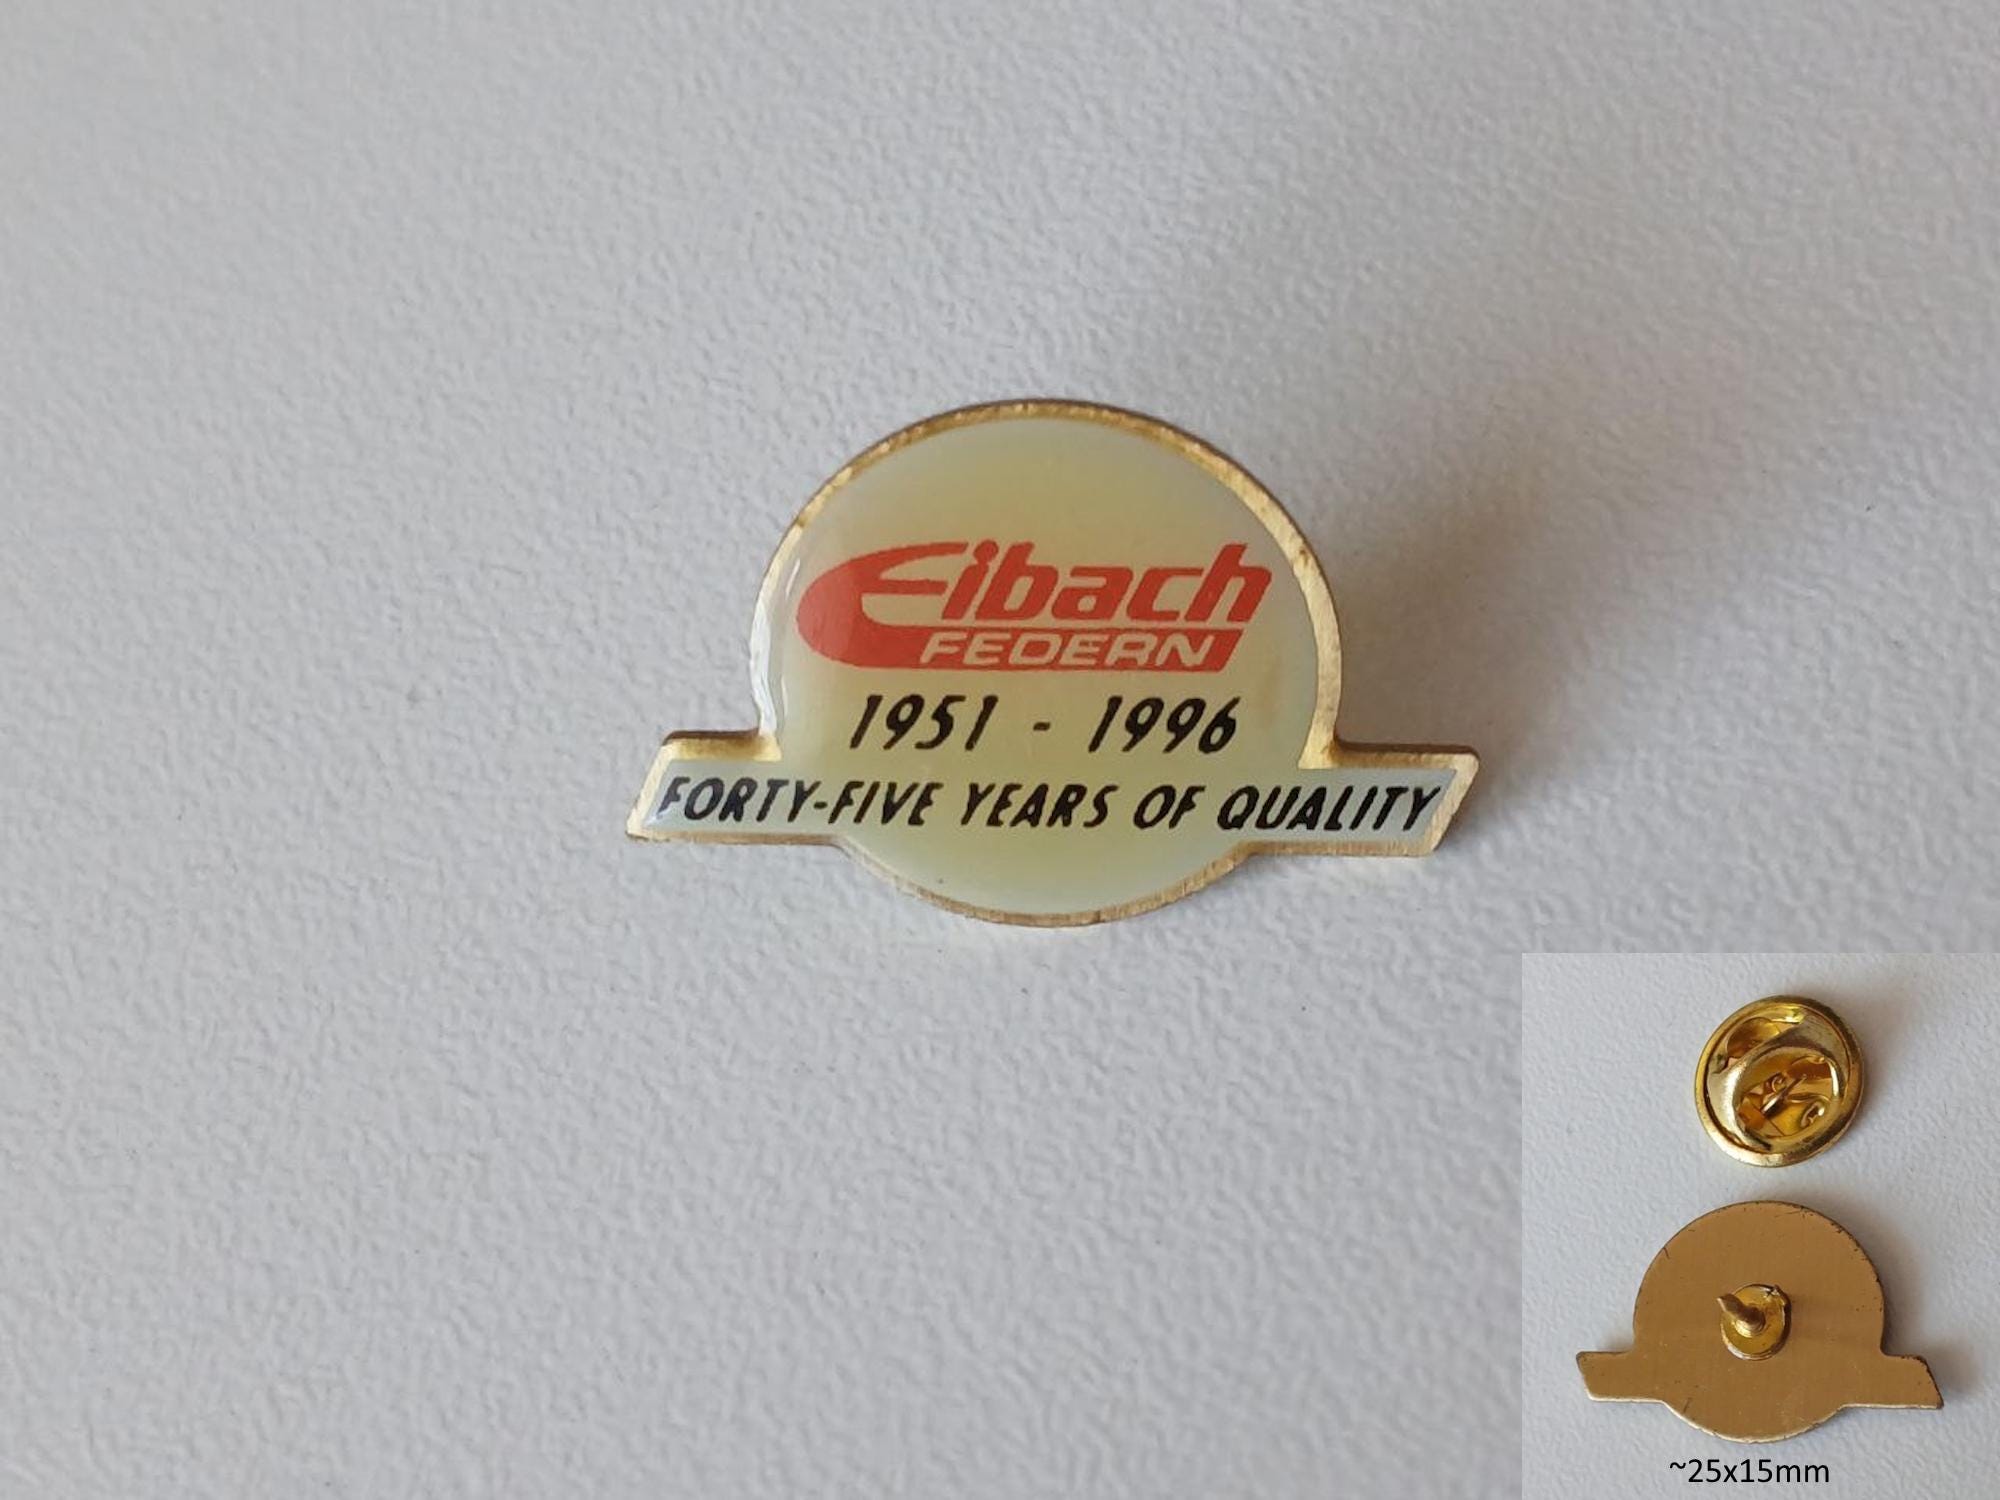 Eibach
FEDERN
1951 - 1996
FORTY-FIVE YEARS OF QUALITY
~25x15mm